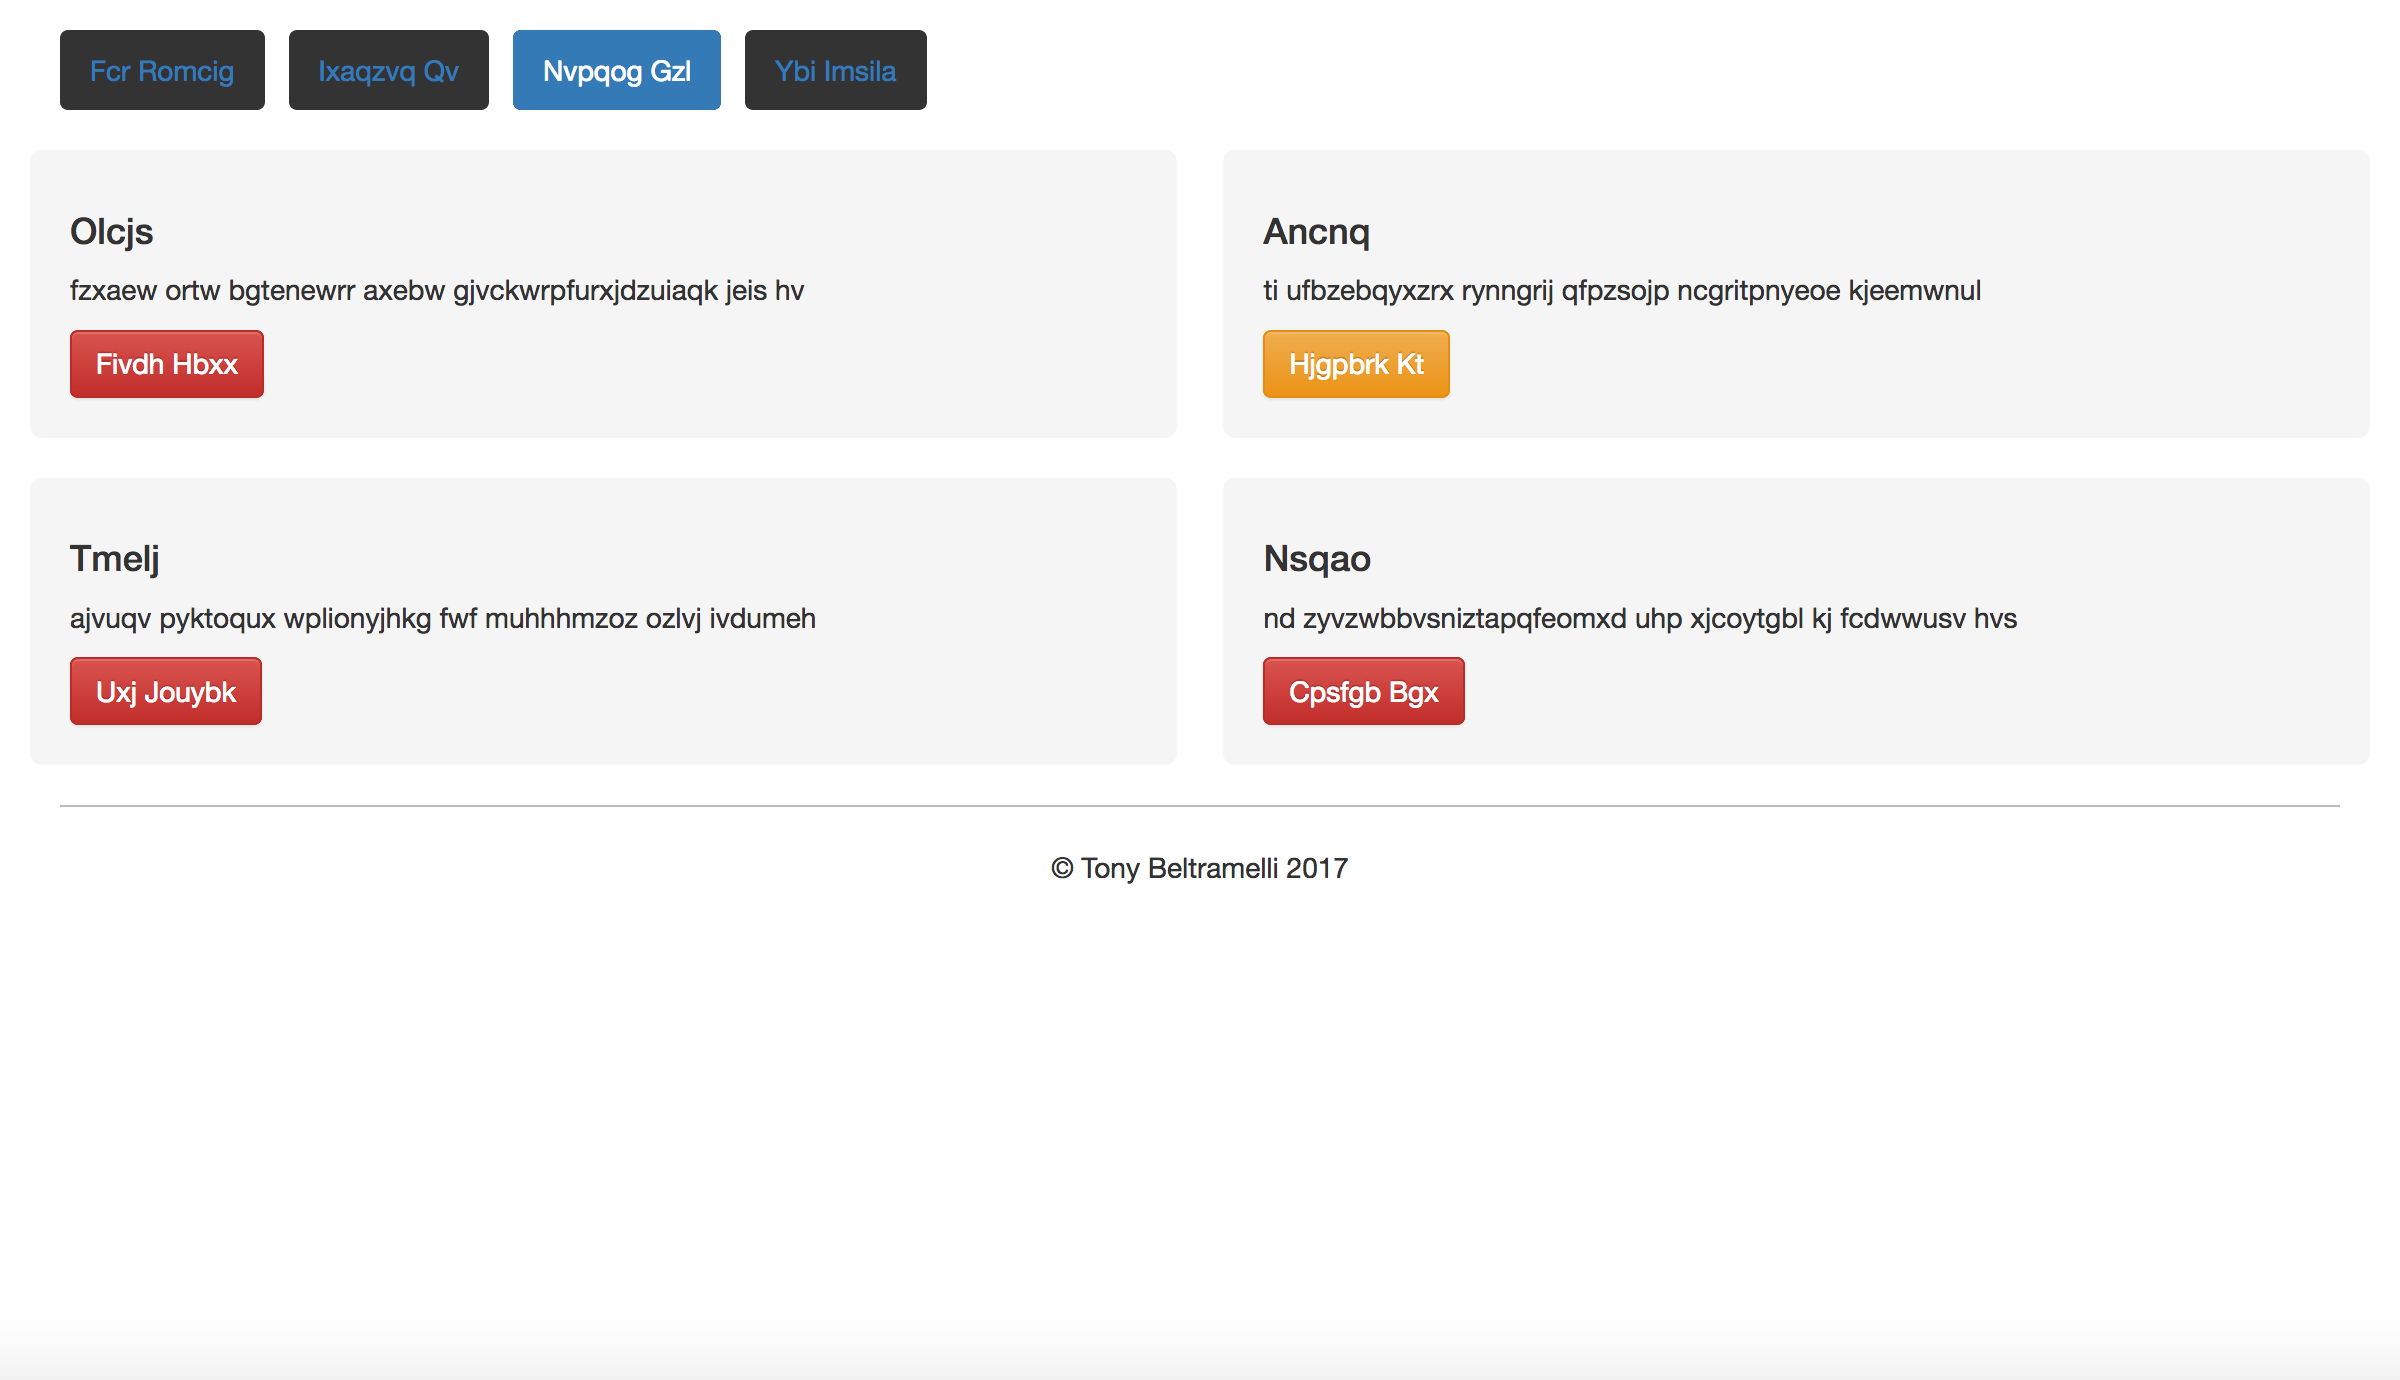 Fcr Romcig
Ixaqzvq Qv
Nvpqog Gzl
Ybi Imsila
Olcjs
fzxaew ortw bgtenewrr axebw gjvckwrpfurxjdzuiaqk jeis hv
Fivdh Hbxx
Ancnq
ti ufbzebqyxzrx rynngrij qfpzsojp ncgritpnyeoe kjeemwnul
Hjgpbrk Kt
Tmelj
ajvuqv pyktoqux wplionyjhkg fwf muhhhmzoz ozlvj ivdumeh
Uxj Jouybk
Nsqao
nd zyvzwbbvsniztapqfeomxd uhp xjcoytgbl kj fcdwwusv hvs
Cpsfgb Bgx
© Tony Beltramelli 2017